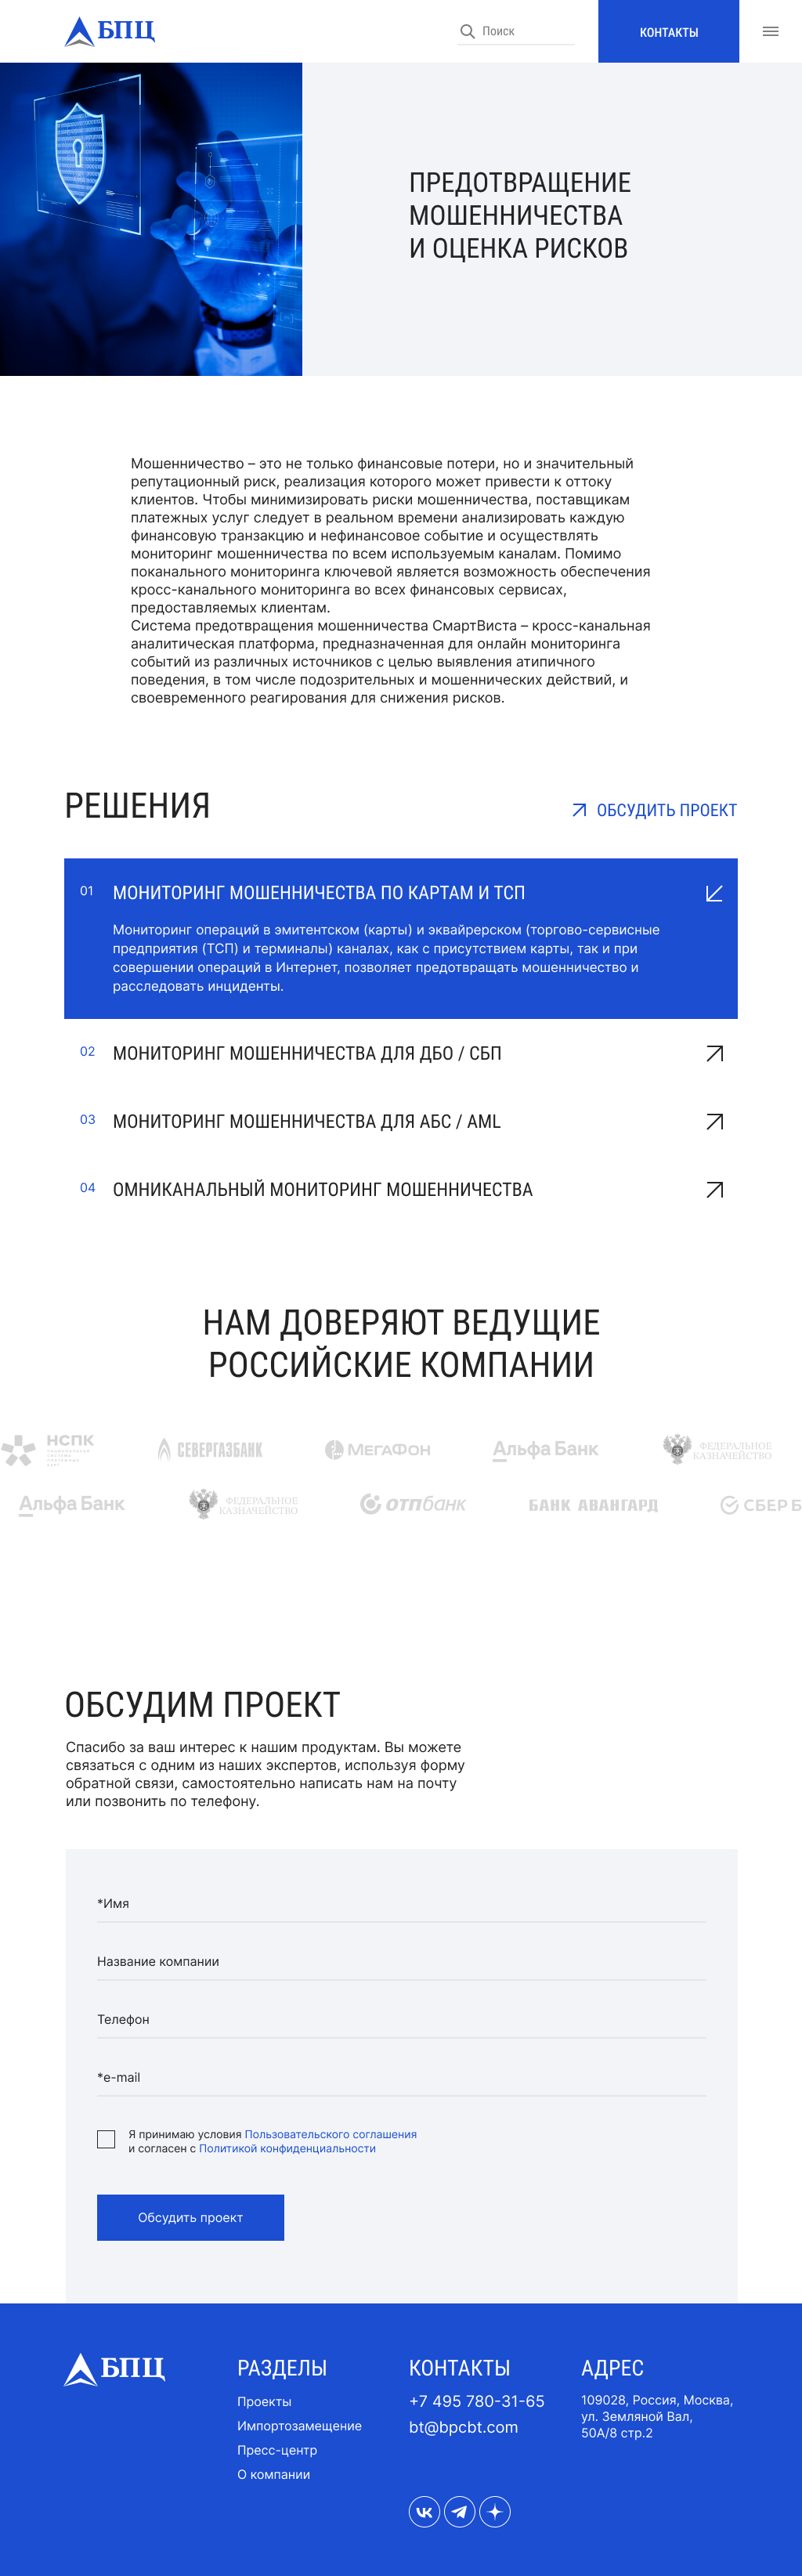 БПЦ
Поиск
КОНТАКТЫ
ПРЕДОТВРАЩЕНИЕ
МОШЕННИЧЕСТВА
И ОЦЕНКА РИСКОВ
Мошенничество – это не только финансовые потери, но и значительный
репутационный риск, реализация которого может привести к оттоку
клиентов. Чтобы минимизировать риски мошенничества, поставщикам
платежных услуг следует в реальном времени анализировать каждую
финансовую транзакцию и нефинансовое событие и осуществлять
мониторинг мошенничества по всем используемым каналам. Помимо
поканального мониторинга ключевой является возможность обеспечения
кросс-канального мониторинга во всех финансовых сервисах,
предоставляемых клиентам.
Система предотвращения мошенничества СмартВиста – кросс-канальная
аналитическая платформа, предназначенная для онлайн мониторинга
событий из различных источников с целью выявления атипичного
поведения, в том числе подозрительных и мошеннических действий, и
своевременного реагирования для снижения рисков.
РЕШЕНИЯ
ОБСУДИТЬ ПРОЕКТ
01 МОНИТОРИНГ МОШЕННИЧЕСТВА ПО КАРТАМ И ТСП
Мониторинг операций в эмитентском (карты) и эквайрерском (торгово-сервисные
предприятия (ТСП) и терминалы) каналах, как с присутствием карты, так и при
совершении операций в Интернет, позволяет предотвращать мошенничество и
расследовать инциденты.
02 МОНИТОРИНГ МОШЕННИЧЕСТВА ДЛЯ ДБО / СБП
03 МОНИТОРИНГ МОШЕННИЧЕСТВА ДЛЯ АБС / AML
04 ОМНИКАНАЛЬНЫЙ МОНИТОРИНГ МОШЕННИЧЕСТВА
НАМ ДОВЕРЯЮТ ВЕДУЩИЕ
РОССИЙСКИЕ КОМПАНИИ
НСПК
СЕВЕРГАЗБАНК
МЕГАФОН
Альфа Банк
ФЕДЕРАЛЬНОЕ
КАЗНАЧЕЙСТВО
Альфа Банк
ФЕДЕРАЛЬНОЕ
КАЗНАЧЕЙСТВО
отпбанк
БАНК АВАНГАРД
СБЕР Б
ОБСУДИМ ПРОЕКТ
Спасибо за ваш интерес к нашим продуктам. Вы можете
связаться с одним из наших экспертов, используя форму
обратной связи, самостоятельно написать нам на почту
или позвонить по телефону.
*Имя
Название компании
Телефон
*e-mail
Я принимаю условия Пользовательского соглашения
и согласен с Политикой конфиденциальности
Обсудить проект
БПЦ
РАЗДЕЛЫ
Проекты
Импортозамещение
Пресс-центр
О компании
КОНТАКТЫ
+7 495 780-31-65
bt@bpcbt.com
АДРЕС
109028, Россия, Москва,
ул. Земляной Вал,
50А/8 стр.2